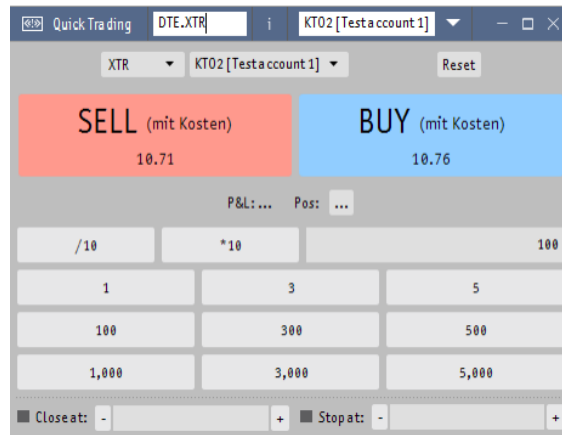 Quick Trading DTE.XTR i KTO2 [Testaccount 1]
XTR KTO2 [Testaccount 1] Reset
SELL (mit Kosten) BUY (mit Kosten)
10.71 10.76
P&L: ... Pos: ...
/10 *10 100
1 3 5
100 300 500
1,000 3,000 5,000
Close at: - + Stop at: - +